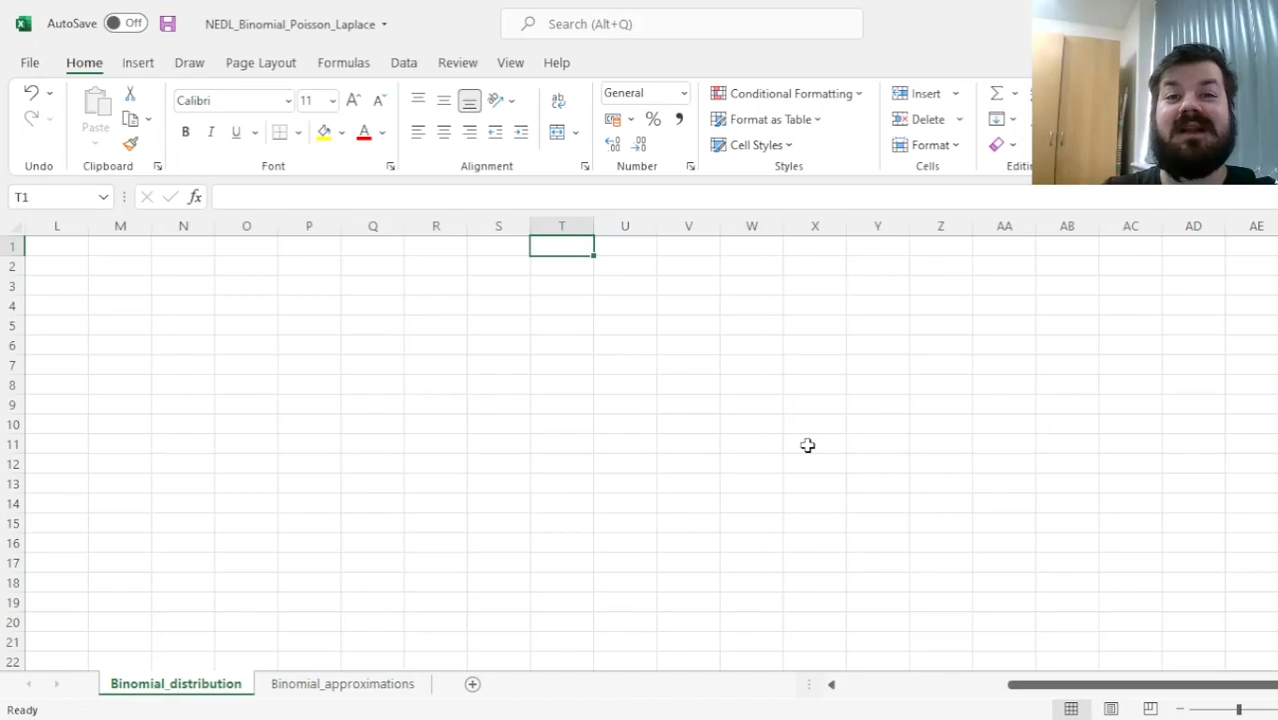 AutoSave Off NEDL_Binomial_Poisson_Laplace Search (Alt+Q)
File Home Insert Draw Page Layout Formulas Data Review View Help
Calibri 11 General Conditional Formatting Insert
Paste Format as Table Delete
B I U A Cell Styles Format
Undo Clipboard Font Alignment Number Styles Cells Editin
T1 fx
L M N O P Q R S T U V W X Y Z AA AB AC AD AE
1
2
3
4
5
6
7
8
9
10
11
12
13
14
15
16
17
18
19
20
21
22
Binomial_distribution Binomial_approximations
Ready